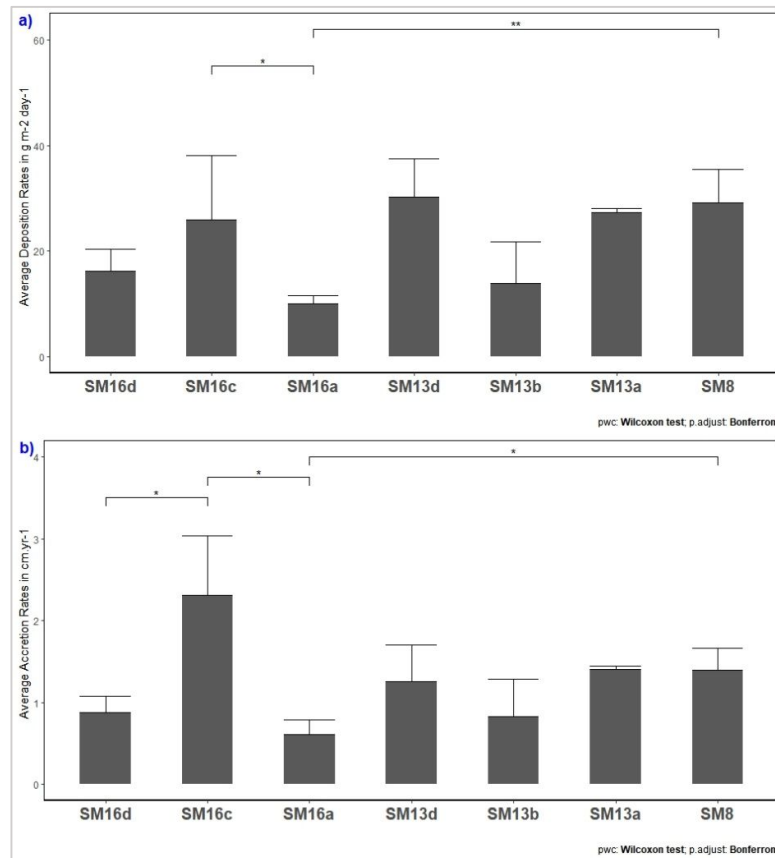 a)
Average Deposition Rates in g m-2 day-1
60
40
20
0
*
**
SM16d SM16c SM16a SM13d SM13b SM13a SM8
pwc: Wilcoxon test; p.adjust: Bonferron
b)
Average Accretion Rates in cm.yr-1
4
3
2
1
0
*
*
*
SM16d SM16c SM16a SM13d SM13b SM13a SM8
pwc: Wilcoxon test; p.adjust: Bonferron